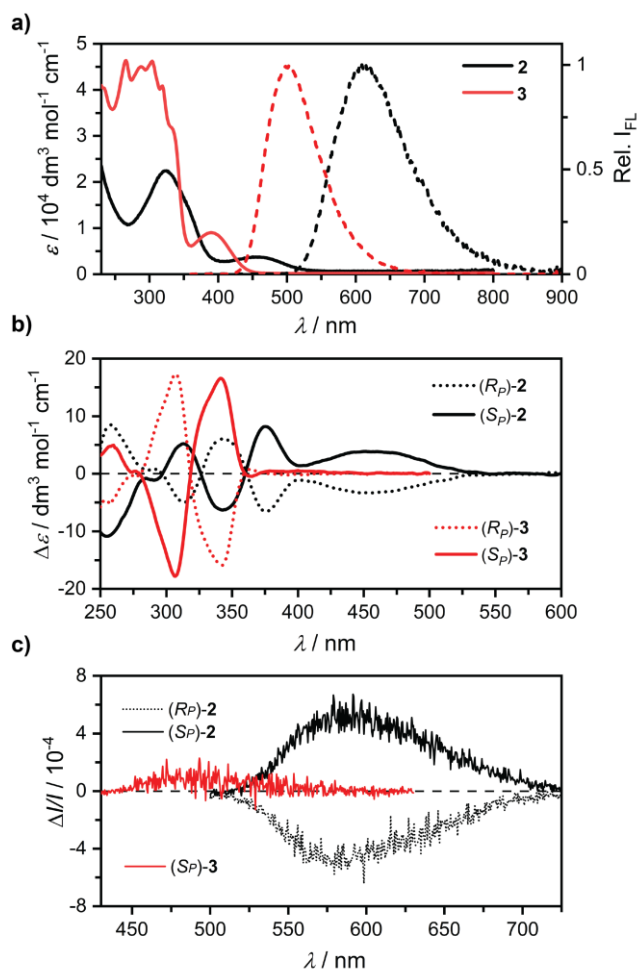 a)
5
4
3
2
1
0
ε / 10⁴ dm³ mol⁻¹ cm⁻¹
2
3
1
0.5
0
Rel. I_FL
300 400 500 600 700 800 900
λ / nm
b)
20
10
0
-10
-20
Δε / dm³ mol⁻¹ cm⁻¹
(R_P)-2
(S_P)-2
(R_P)-3
(S_P)-3
250 300 350 400 450 500 550 600
λ / nm
c)
8
4
0
-4
-8
ΔI/I / 10⁻⁴
(R_P)-2
(S_P)-2
(S_P)-3
450 500 550 600 650 700
λ / nm